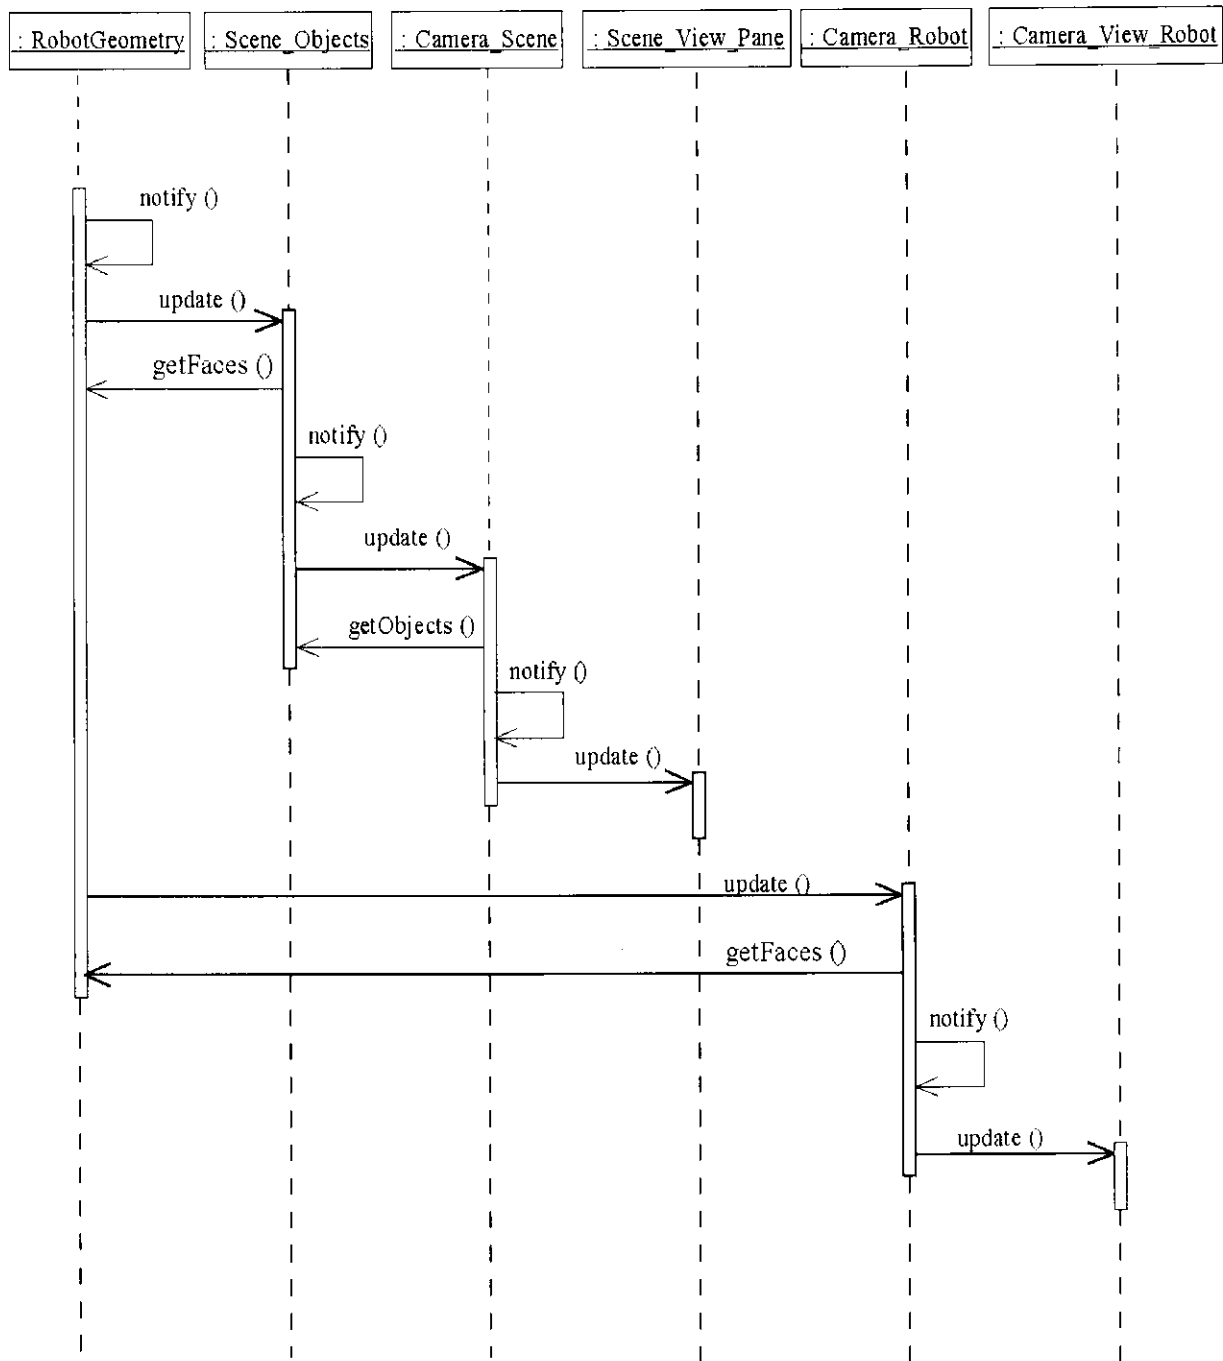 : RobotGeometry
: Scene_Objects
: Camera_Scene
: Scene_View_Pane
: Camera_Robot
: Camera_View_Robot
notify ()
update ()
getFaces ()
notify ()
update ()
getObjects ()
notify ()
update ()
update ()
getFaces ()
notify ()
update ()